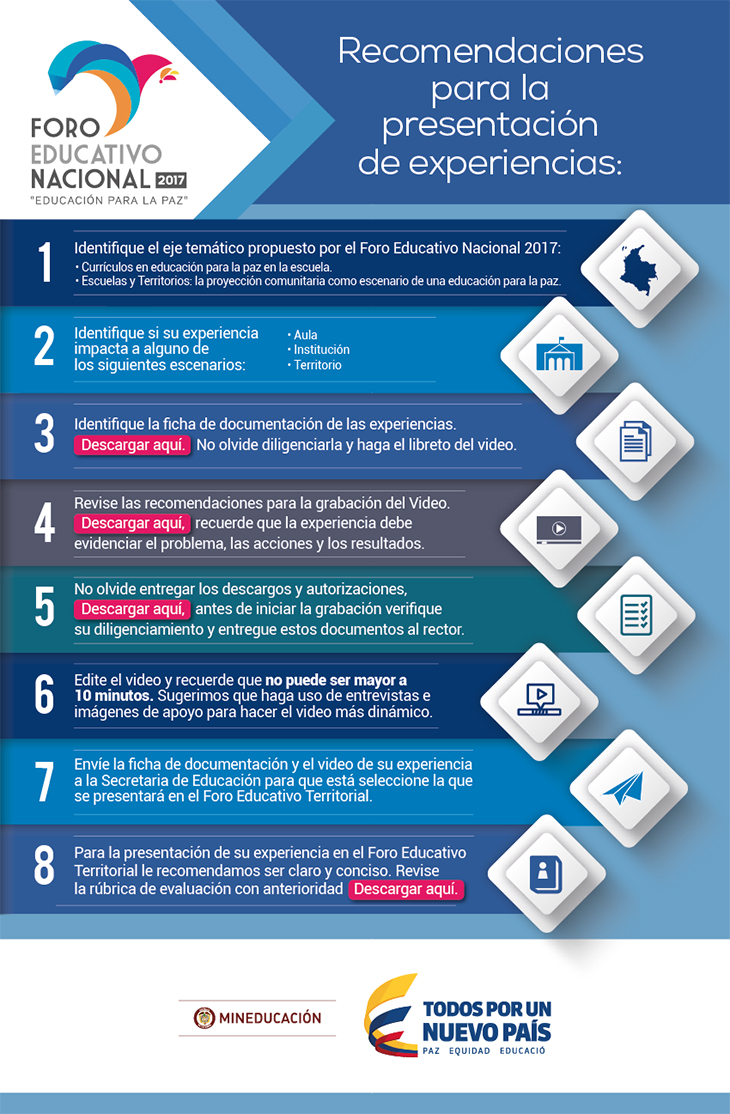 FORO
EDUCATIVO
NACIONAL 2017
"EDUCACIÓN PARA LA PAZ"
Recomendaciones
para la
presentación
de experiencias:
1
Identifique el eje temático propuesto por el Foro Educativo Nacional 2017:
• Currículos en educación para la paz en la escuela.
• Escuelas y Territorios: la proyección comunitaria como escenario de una educación para la paz.
2
Identifique si su experiencia
impacta a alguno de
los siguientes escenarios:
• Aula
• Institución
• Territorio
3
Identifique la ficha de documentación de las experiencias.
Descargar aquí. No olvide diligenciarla y haga el libreto del video.
4
Revise las recomendaciones para la grabación del Video.
Descargar aquí, recuerde que la experiencia debe
evidenciar el problema, las acciones y los resultados.
5
No olvide entregar los descargos y autorizaciones,
Descargar aquí, antes de iniciar la grabación verifique
su diligenciamiento y entregue estos documentos al rector.
6
Edite el video y recuerde que no puede ser mayor a
10 minutos. Sugerimos que haga uso de entrevistas e
imágenes de apoyo para hacer el video más dinámico.
7
Envíe la ficha de documentación y el video de su experiencia
a la Secretaria de Educación para que está seleccione la que
se presentará en el Foro Educativo Territorial.
8
Para la presentación de su experiencia en el Foro Educativo
Territorial le recomendamos ser claro y conciso. Revise
la rúbrica de evaluación con anterioridad Descargar aquí.
MINEDUCACIÓN
TODOS POR UN
NUEVO PAÍS
PAZ EQUIDAD EDUCACIÓ